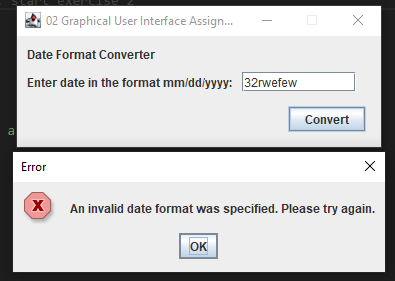 start exercise 2
02 Graphical User Interface Assign...
Date Format Converter
Enter date in the format mm/dd/yyyy: 32rwefew
Convert
a
Error
An invalid date format was specified. Please try again.
OK